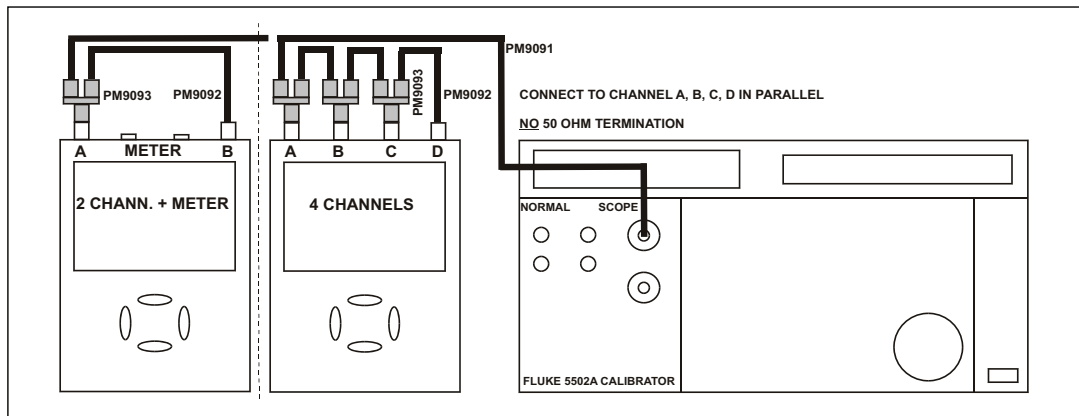 PM9091
PM9093
PM9092
PM9093
PM9092
CONNECT TO CHANNEL A, B, C, D IN PARALLEL
NO 50 OHM TERMINATION
A METER B
A B C D
2 CHANN. + METER
4 CHANNELS
NORMAL SCOPE
FLUKE 5502A CALIBRATOR